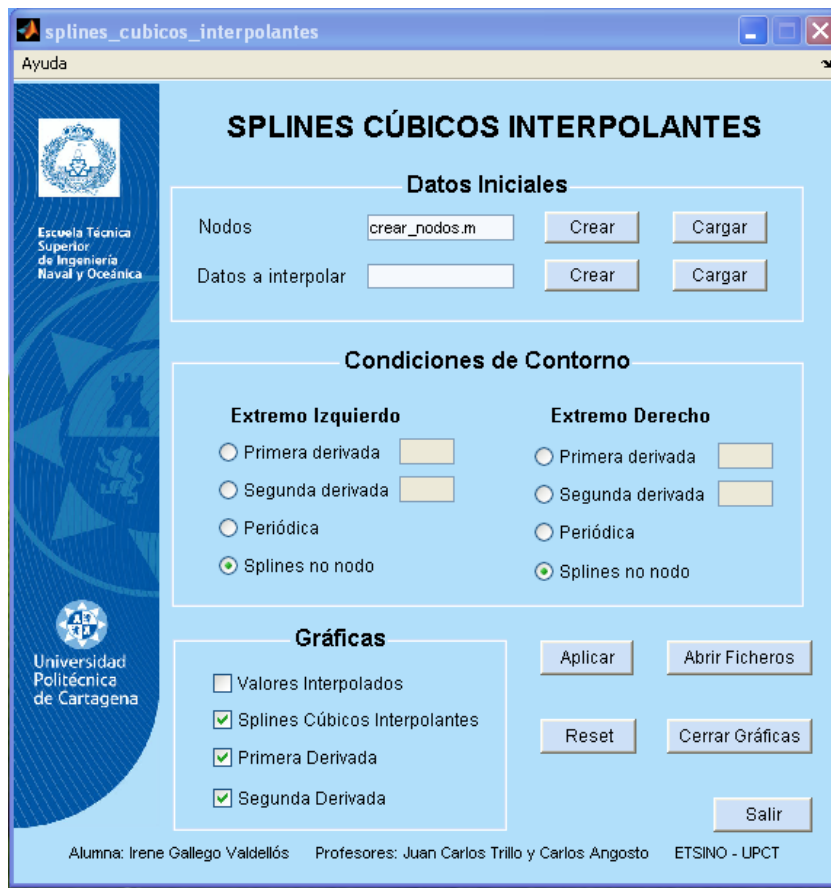 splines_cubicos_interpolantes
Ayuda
SPLINES CÚBICOS INTERPOLANTES
Escuela Técnica
Superior
de Ingeniería
Naval y Oceánica
Datos Iniciales
Nodos crear_nodos.m Crear Cargar
Datos a interpolar Crear Cargar
Condiciones de Contorno
Extremo Izquierdo
Primera derivada
Segunda derivada
Periódica
Splines no nodo
Extremo Derecho
Primera derivada
Segunda derivada
Periódica
Splines no nodo
Universidad
Politécnica
de Cartagena
Gráficas
Valores Interpolados
Splines Cúbicos Interpolantes
Primera Derivada
Segunda Derivada
Aplicar Abrir Ficheros
Reset Cerrar Gráficas
Salir
Alumna: Irene Gallego Valdellós Profesores: Juan Carlos Trillo y Carlos Angosto ETSINO - UPCT